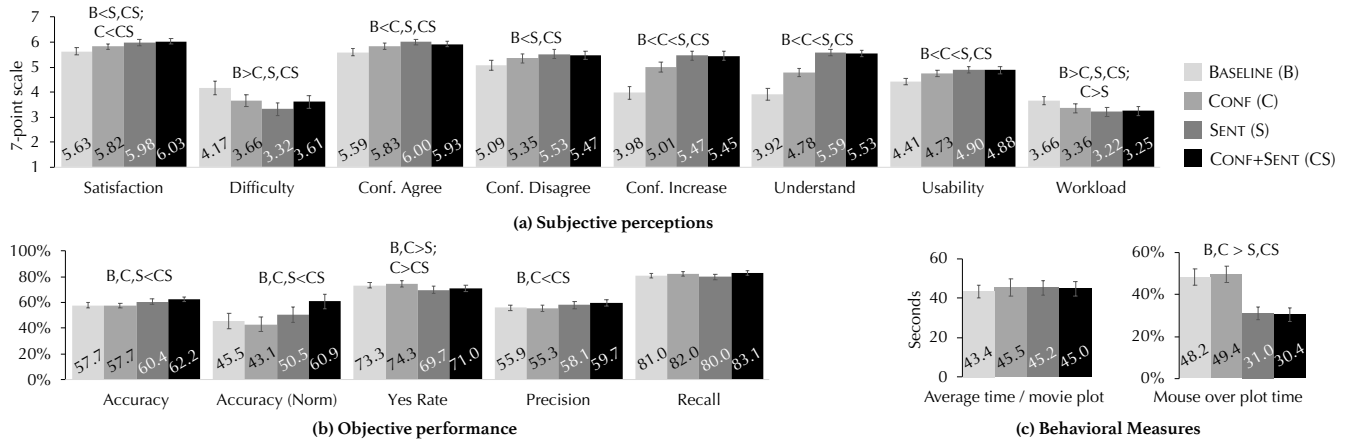 7-point scale
7
6
5
4
3
2
1
B<S,CS;
C<CS
5.63 5.82 5.98 6.03
Satisfaction
B>C,S,CS
4.17 3.66 3.32 3.61
Difficulty
B<C,S,CS
5.59 5.83 6.00 5.93
Conf. Agree
B<S,CS
5.09 5.35 5.53 5.47
Conf. Disagree
B<C<S,CS
3.98 5.01 5.47 5.45
Conf. Increase
B<C<S,CS
3.92 4.78 5.59 5.53
Understand
B<C<S,CS
4.41 4.73 4.90 4.88
Usability
B>C,S,CS;
C>S
3.66 3.36 3.22 3.25
Workload
BASELINE (B)
CONF (C)
SENT (S)
CONF+SENT (CS)
(a) Subjective perceptions
100%
80%
60%
40%
20%
0%
B,C,S<CS
57.7 57.7 60.4 62.2
Accuracy
B,C,S<CS
45.5 43.1 50.5 60.9
Accuracy (Norm)
B,C>S;
C>CS
73.3 74.3 69.7 71.0
Yes Rate
B,C<CS
55.9 55.3 58.1 59.7
Precision
81.0 82.0 80.0 83.1
Recall
(b) Objective performance
Seconds
60
40
20
0
43.4 45.5 45.2 45.0
Average time / movie plot
60%
40%
20%
0%
B,C > S,CS
48.2 49.4 31.0 30.4
Mouse over plot time
(c) Behavioral Measures